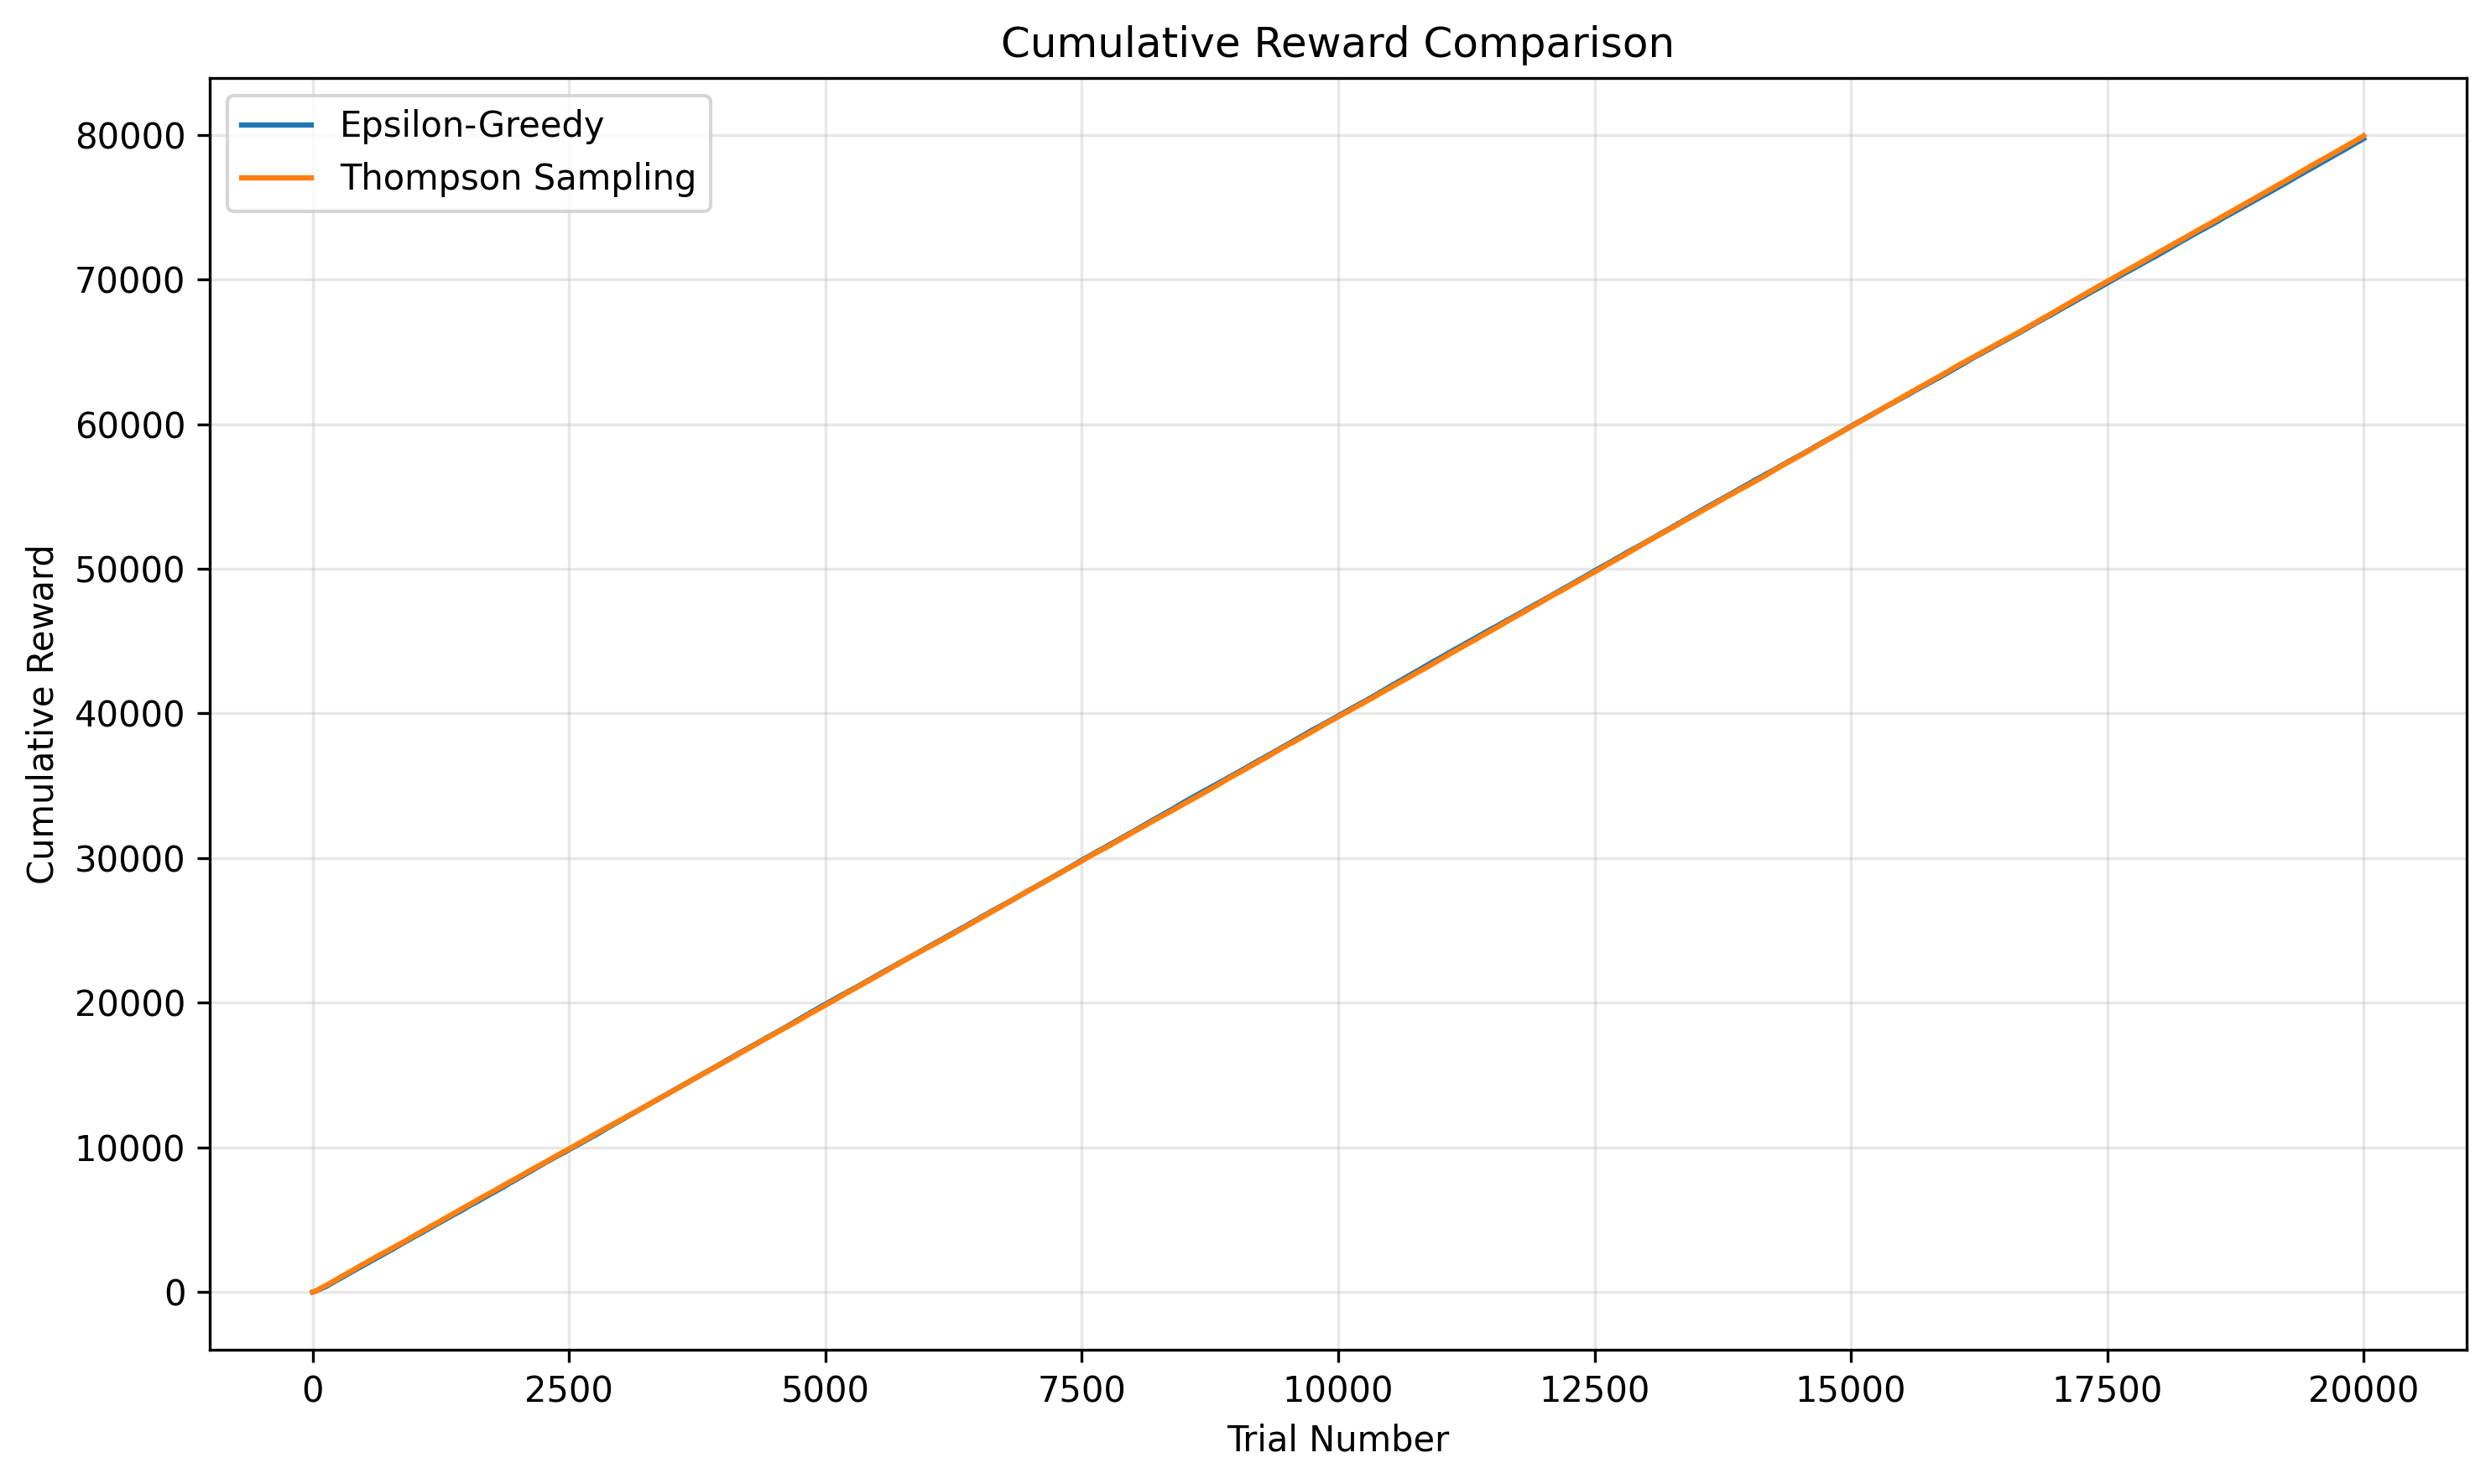 Cumulative Reward Comparison
Epsilon-Greedy
Thompson Sampling
Cumulative Reward
80000
70000
60000
50000
40000
30000
20000
10000
0
0 2500 5000 7500 10000 12500 15000 17500 20000
Trial Number